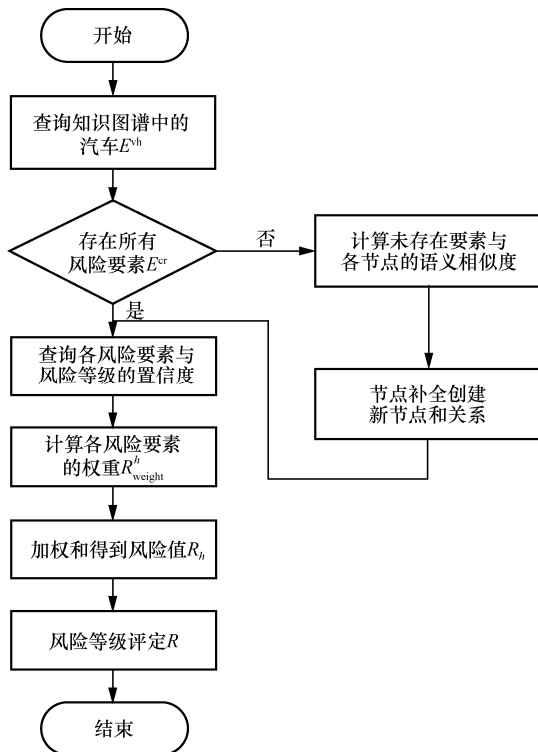 开始
查询知识图谱中的
汽车E^vh
存在所有
风险要素E^cr
否
计算未存在要素与
各节点的语义相似度
是
查询各风险要素与
风险等级的置信度
节点补全创建
新节点和关系
计算各风险要素
的权重R^h_weight
加权和得到风险值R_h
风险等级评定R
结束